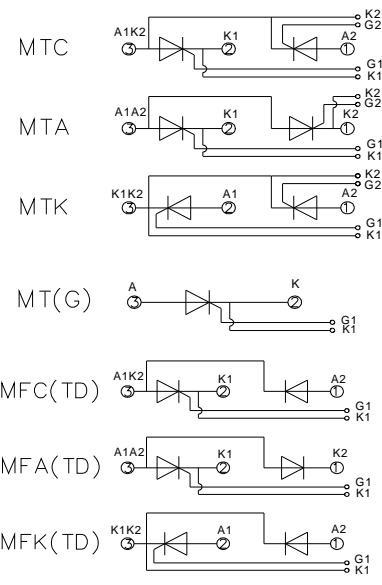 K2
A1K2 K1 A2 G2
MTC 3 2 1
G1
K1
K2
A1A2 K1 G2
K2
MTA 3 2 1
G1
K1
K2
K1K2 A1 A2 G2
MTK 3 2 1
G1
K1
A K
MT(G) 3 2
G1
K1
A1K2 K1 A2
MFC(TD) 3 2 1
G1
K1
A1A2 K1 K2
MFA(TD) 3 2 1
G1
K1
K1K2 A1 A2
MFK(TD) 3 2 1
G1
K1